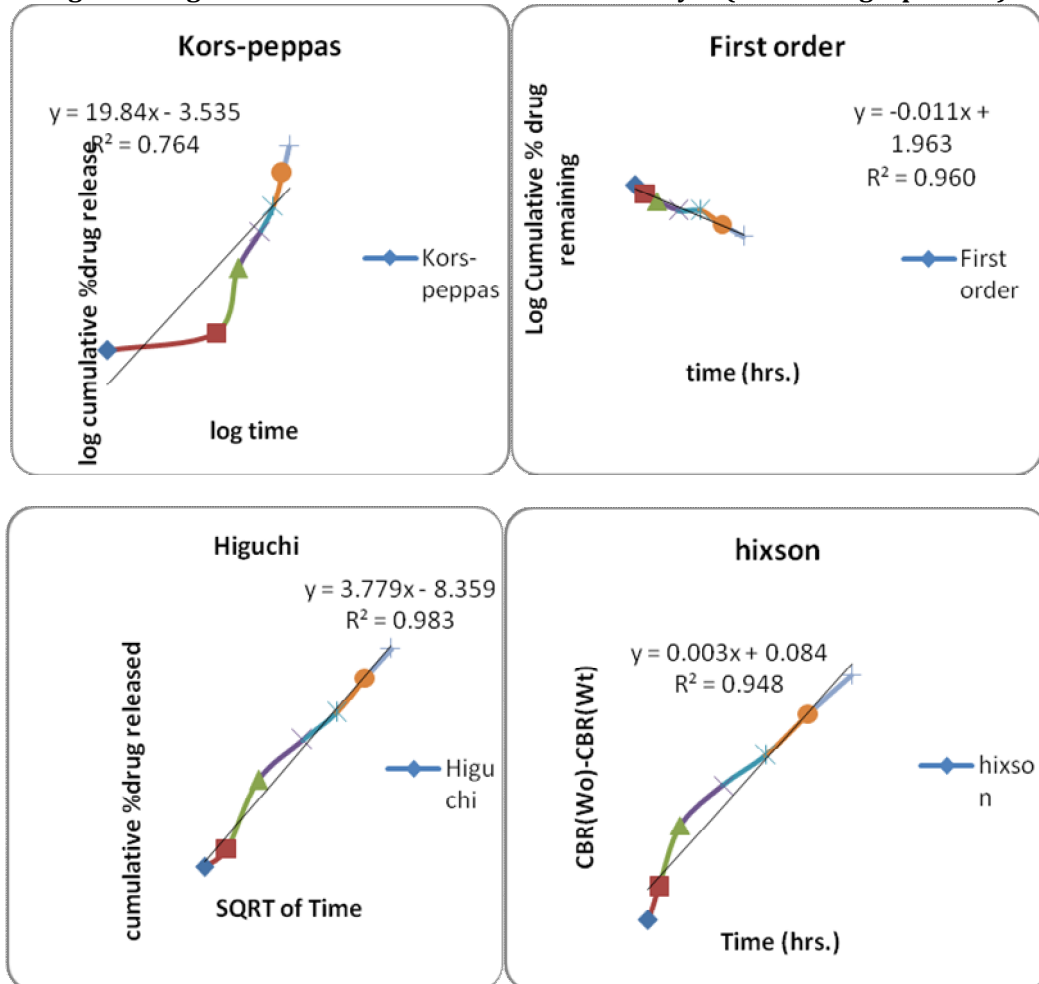 Kors-peppas
y = 19.84x - 3.535
R² = 0.764
log cumulative %drug release
Kors-
peppas
log time
First order
y = -0.011x +
1.963
R² = 0.960
Log Cumulative % drug
remaining
First
order
time (hrs.)
Higuchi
y = 3.779x - 8.359
R² = 0.983
cumulative %drug released
Higu
chi
SQRT of Time
hixson
y = 0.003x + 0.084
R² = 0.948
CBR(Wo)-CBR(Wt)
hixso
n
Time (hrs.)